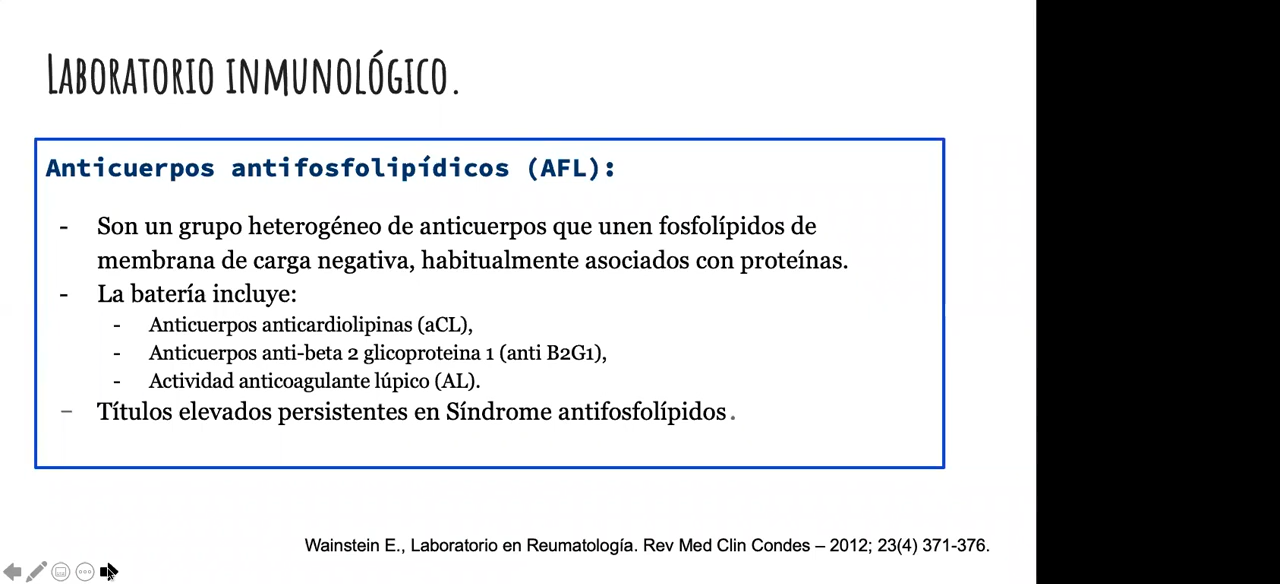 Laboratorio inmunológico.
Anticuerpos antifosfolipídicos (AFL):
- Son un grupo heterogéneo de anticuerpos que unen fosfolípidos de
membrana de carga negativa, habitualmente asociados con proteínas.
- La batería incluye:
- Anticuerpos anticardiolipinas (aCL),
- Anticuerpos anti-beta 2 glicoproteina 1 (anti B2G1),
- Actividad anticoagulante lúpico (AL).
- Títulos elevados persistentes en Síndrome antifosfolípidos.
Wainstein E., Laboratorio en Reumatología. Rev Med Clin Condes – 2012; 23(4) 371-376.